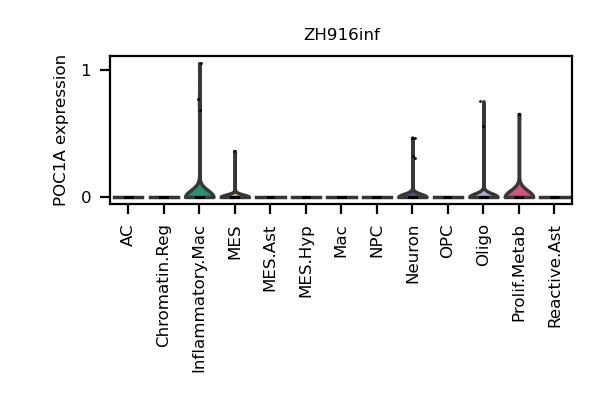 ZH916inf
POC1A expression
1
0
AC
Chromatin.Reg
Inflammatory.Mac
MES
MES.Ast
MES.Hyp
Mac
NPC
Neuron
OPC
Oligo
Prolif.Metab
Reactive.Ast